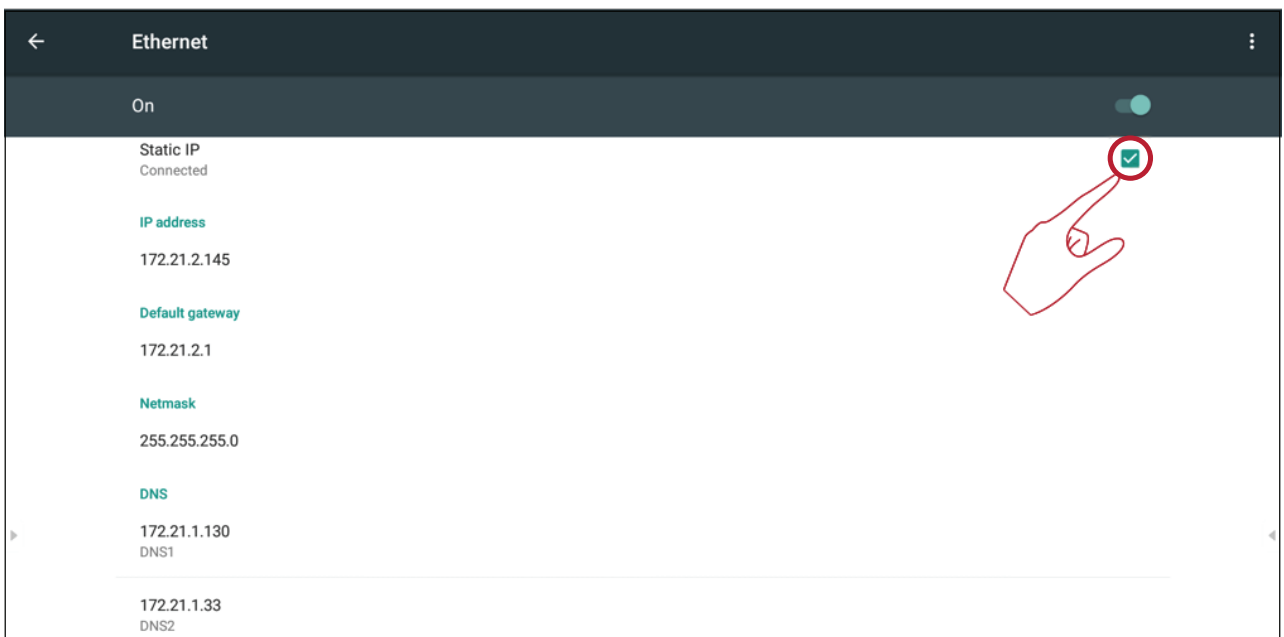 Ethernet
On
Static IP
Connected
IP address
172.21.2.145
Default gateway
172.21.2.1
Netmask
255.255.255.0
DNS
172.21.1.130
DNS1
172.21.1.33
DNS2